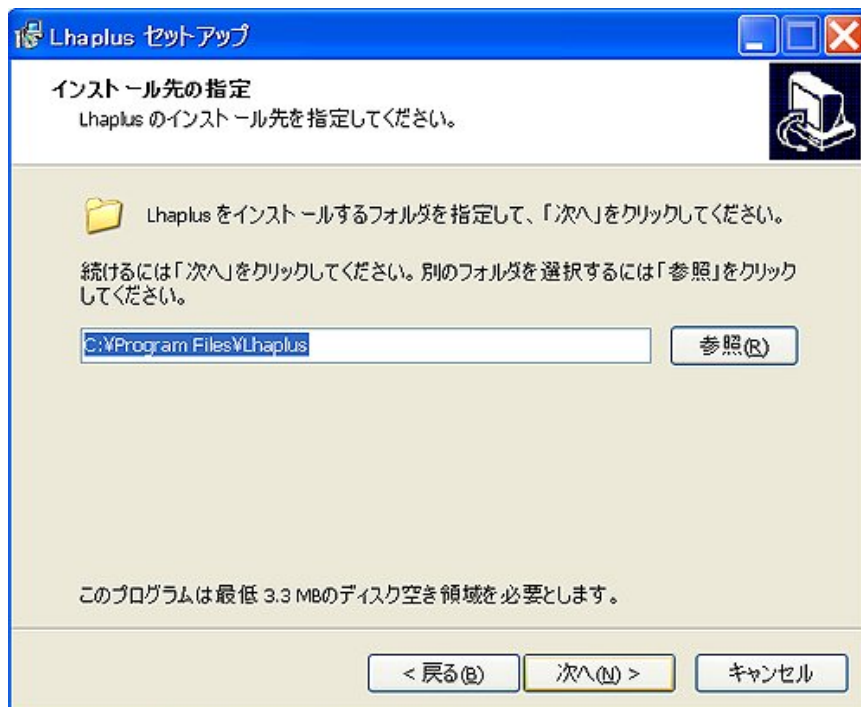 Lhaplus セットアップ
インストール先の指定
Lhaplus のインストール先を指定してください。
Lhaplus をインストールするフォルダを指定して、「次へ」をクリックしてください。
続けるには「次へ」をクリックしてください。別のフォルダを選択するには「参照」をクリック
してください。
C:¥Program Files¥Lhaplus
参照(R)
このプログラムは最低 3.3 MBのディスク空き領域を必要とします。
< 戻る(B)
次へ(N) >
キャンセル